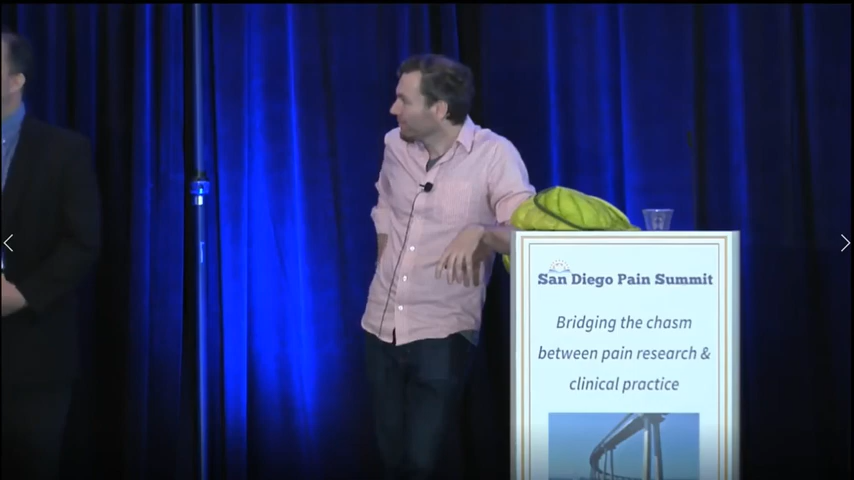 San Diego Pain Summit
Bridging the chasm
between pain research &
clinical practice